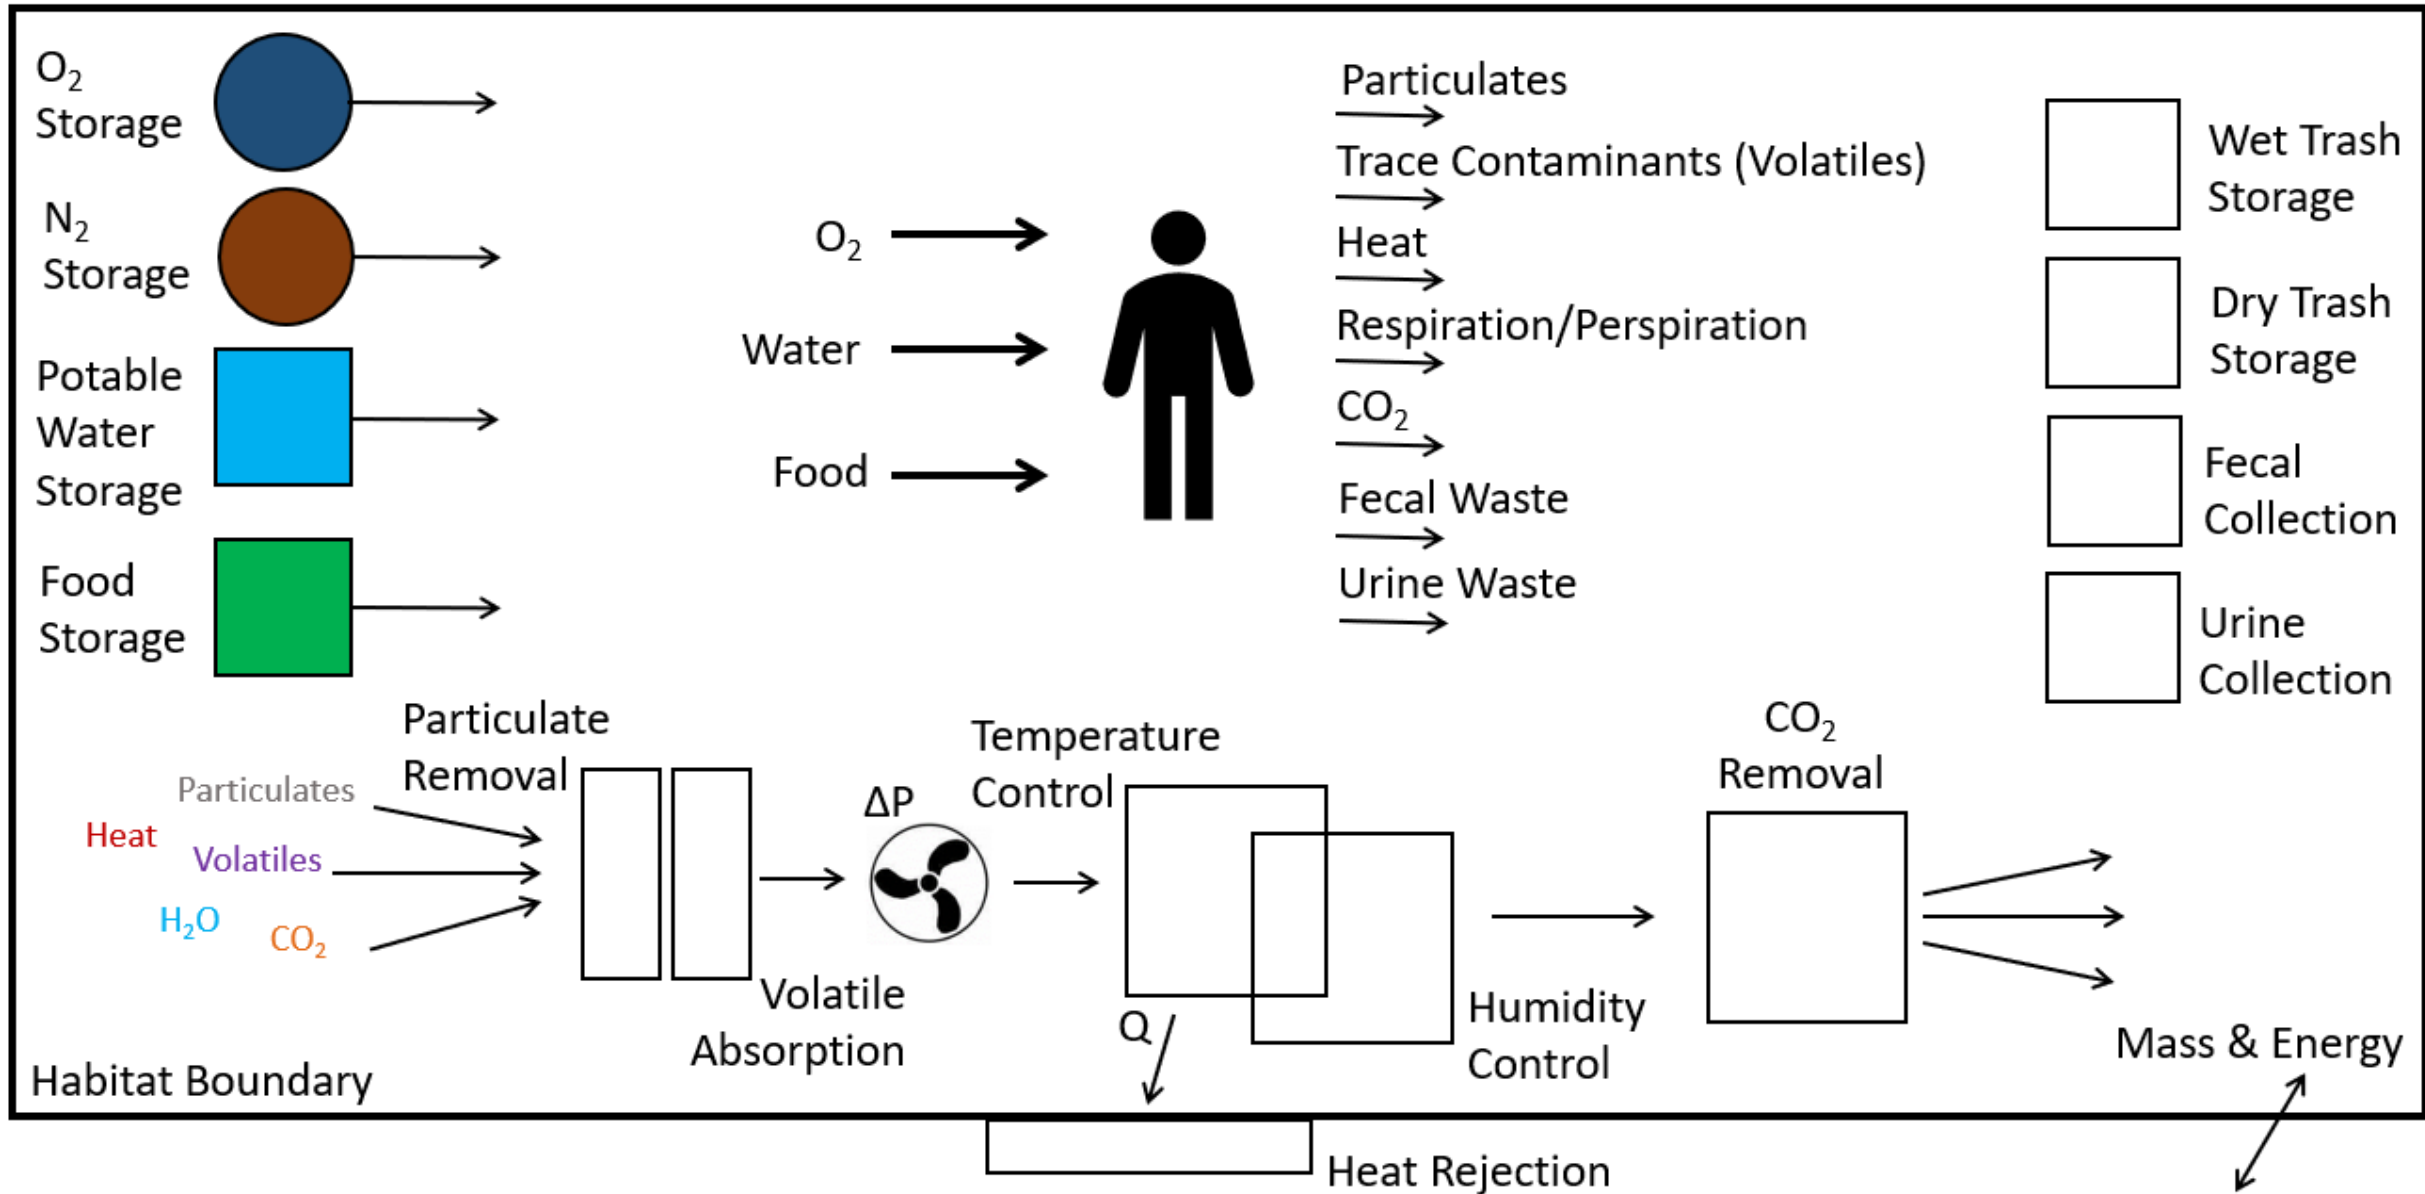 O₂
Storage
N₂
Storage
Potable
Water
Storage
Food
Storage
O₂
Water
Food
Particulates
Trace Contaminants (Volatiles)
Heat
Respiration/Perspiration
CO₂
Fecal Waste
Urine Waste
Wet Trash
Storage
Dry Trash
Storage
Fecal
Collection
Urine
Collection
Particulates
Heat
Volatiles
H₂O
CO₂
Particulate
Removal
Volatile
Absorption
ΔP
Temperature
Control
Q
Humidity
Control
CO₂
Removal
Mass & Energy
Habitat Boundary
Heat Rejection